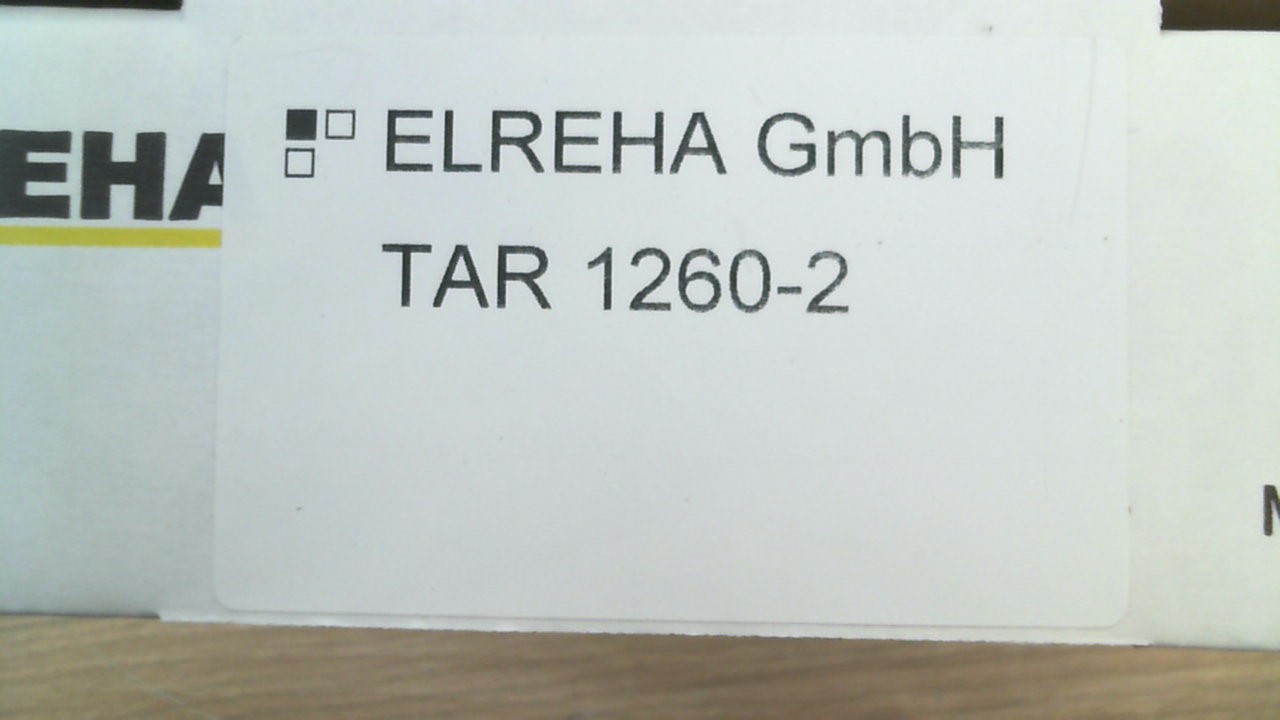 ELREHA GmbH
TAR 1260-2
EHA